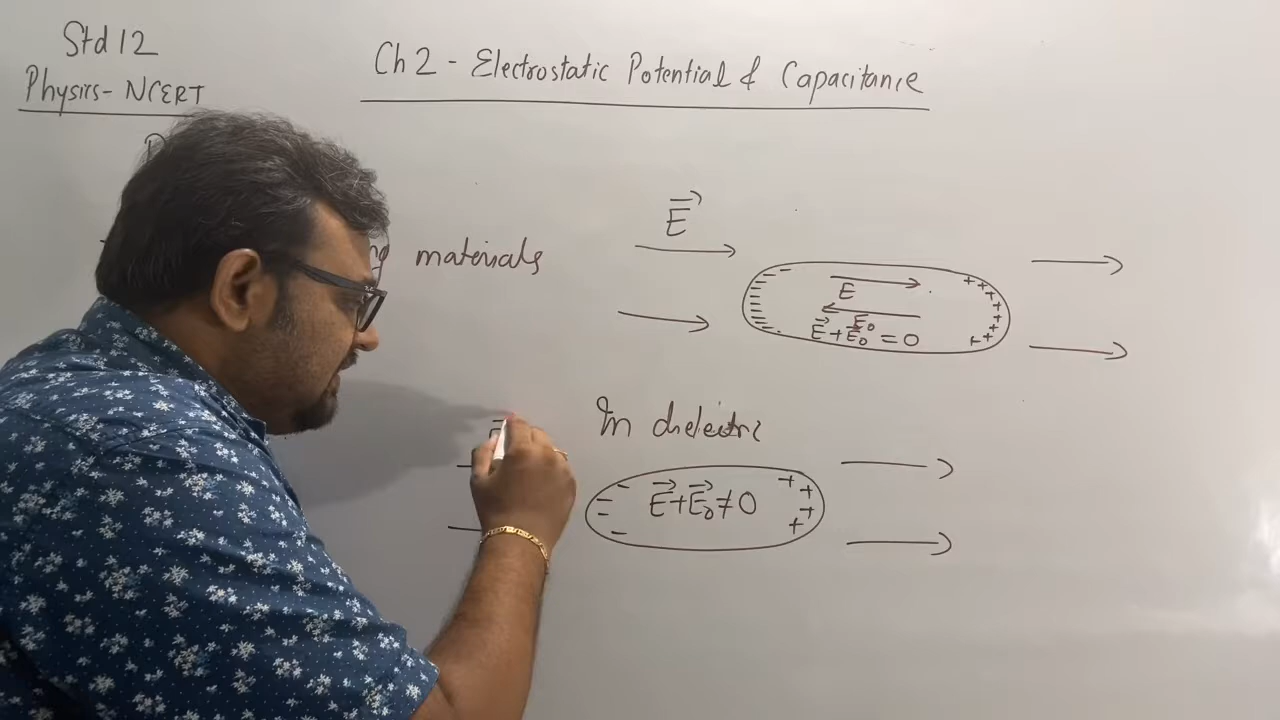 Std 12
Physics- NCERT
Ch 2 - Electrostatic Potential & Capacitance
materials
E
E
E₀
E + E₀ = 0
In dielectric
E + E₀ ≠ 0